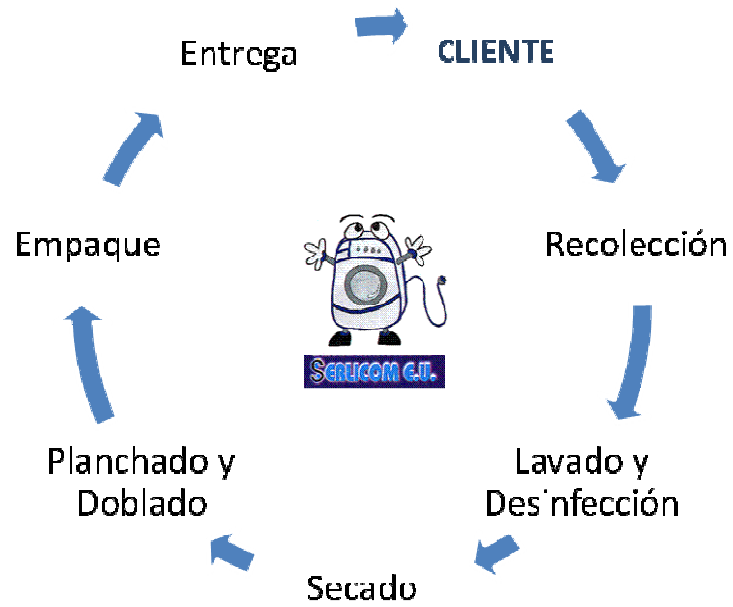 Entrega
CLIENTE
Recolección
Lavado y
Desinfección
Secado
Planchado y
Doblado
Empaque
SERLICOM E.U.